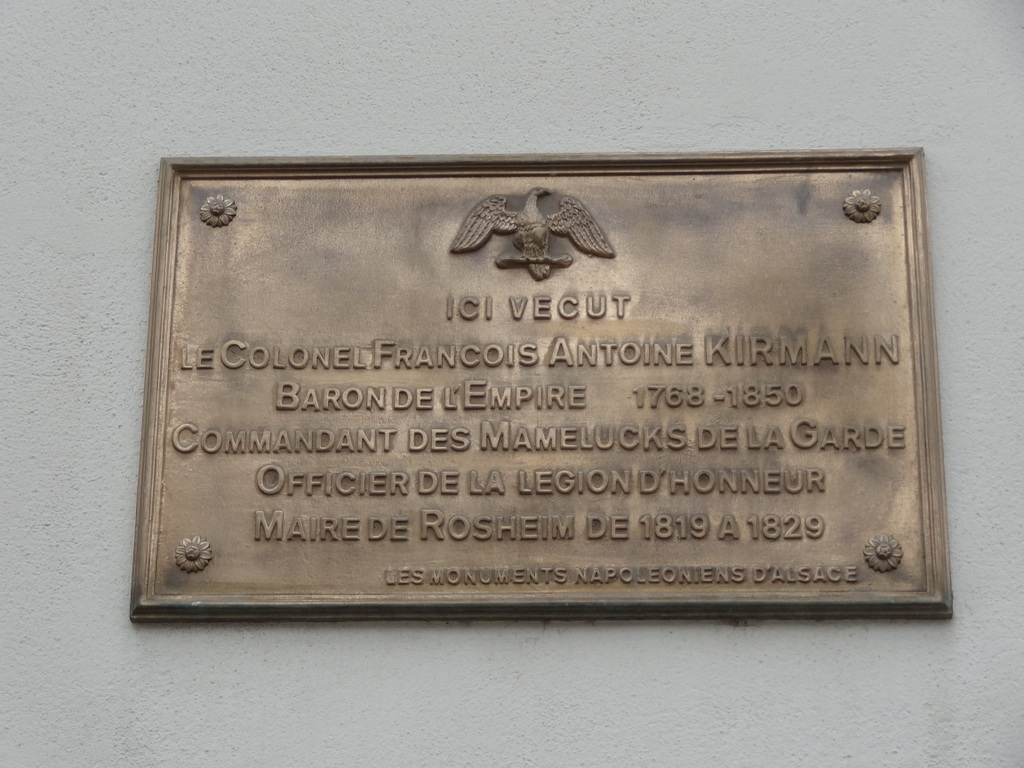 ICI VECUT
LE COLONEL FRANCOIS ANTOINE KIRMANN
BARON DE L'EMPIRE 1768-1850
COMMANDANT DES MAMELUCKS DE LA GARDE
OFFICIER DE LA LEGION D'HONNEUR
MAIRE DE ROSHEIM DE 1819 A 1829
LES MONUMENTS NAPOLEONIENS D'ALSACE